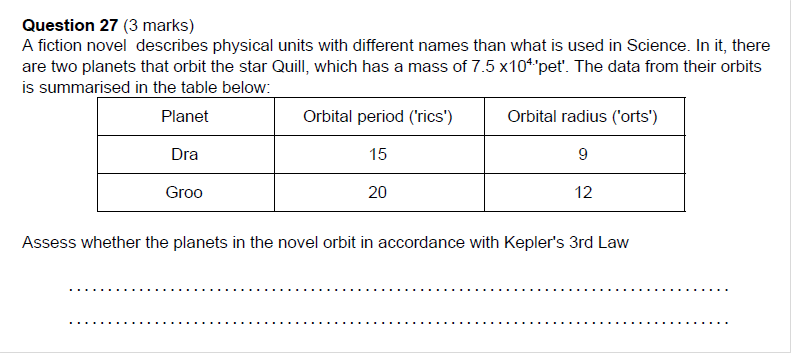 Question 27 (3 marks)
A fiction novel describes physical units with different names than what is used in Science. In it, there
are two planets that orbit the star Quill, which has a mass of 7.5 x10⁴·'pet'. The data from their orbits
is summarised in the table below:
Planet Orbital period ('rics') Orbital radius ('orts')
Dra 15 9
Groo 20 12
Assess whether the planets in the novel orbit in accordance with Kepler's 3rd Law